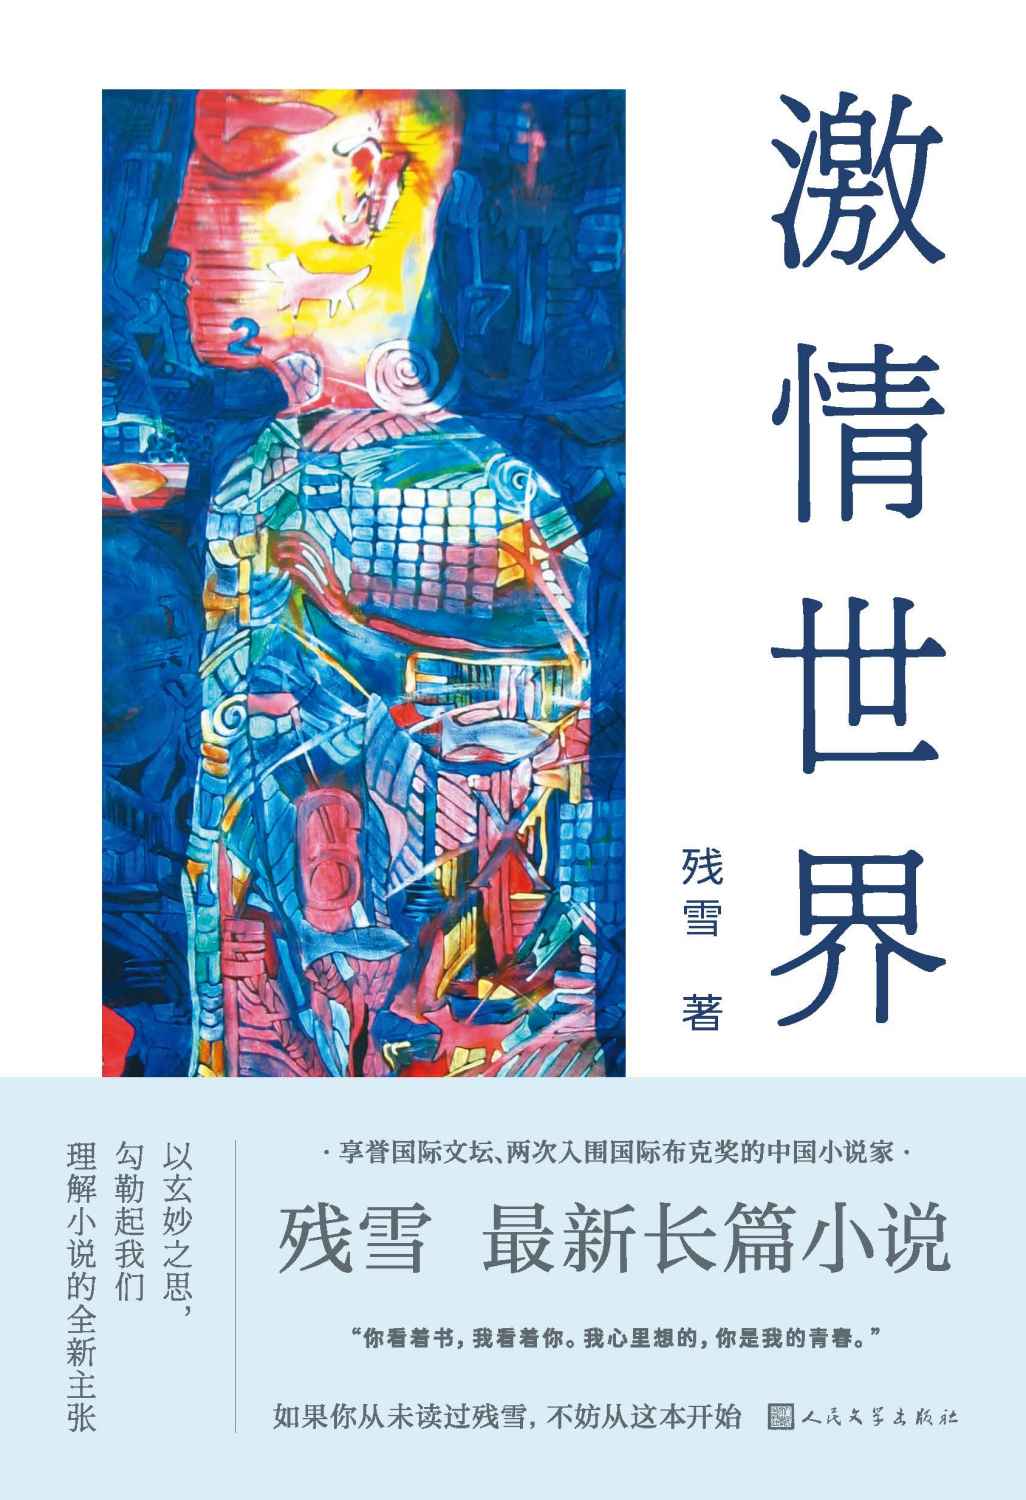 激情世界
残雪 著
2
以玄妙之思，
勾勒起我们
理解小说的全新主张
·享誉国际文坛、两次入围国际布克奖的中国小说家·
残雪 最新长篇小说
“你看着书，我看着你。我心里想的，你是我的青春。”
如果你从未读过残雪，不妨从这本开始
人民文学出版社